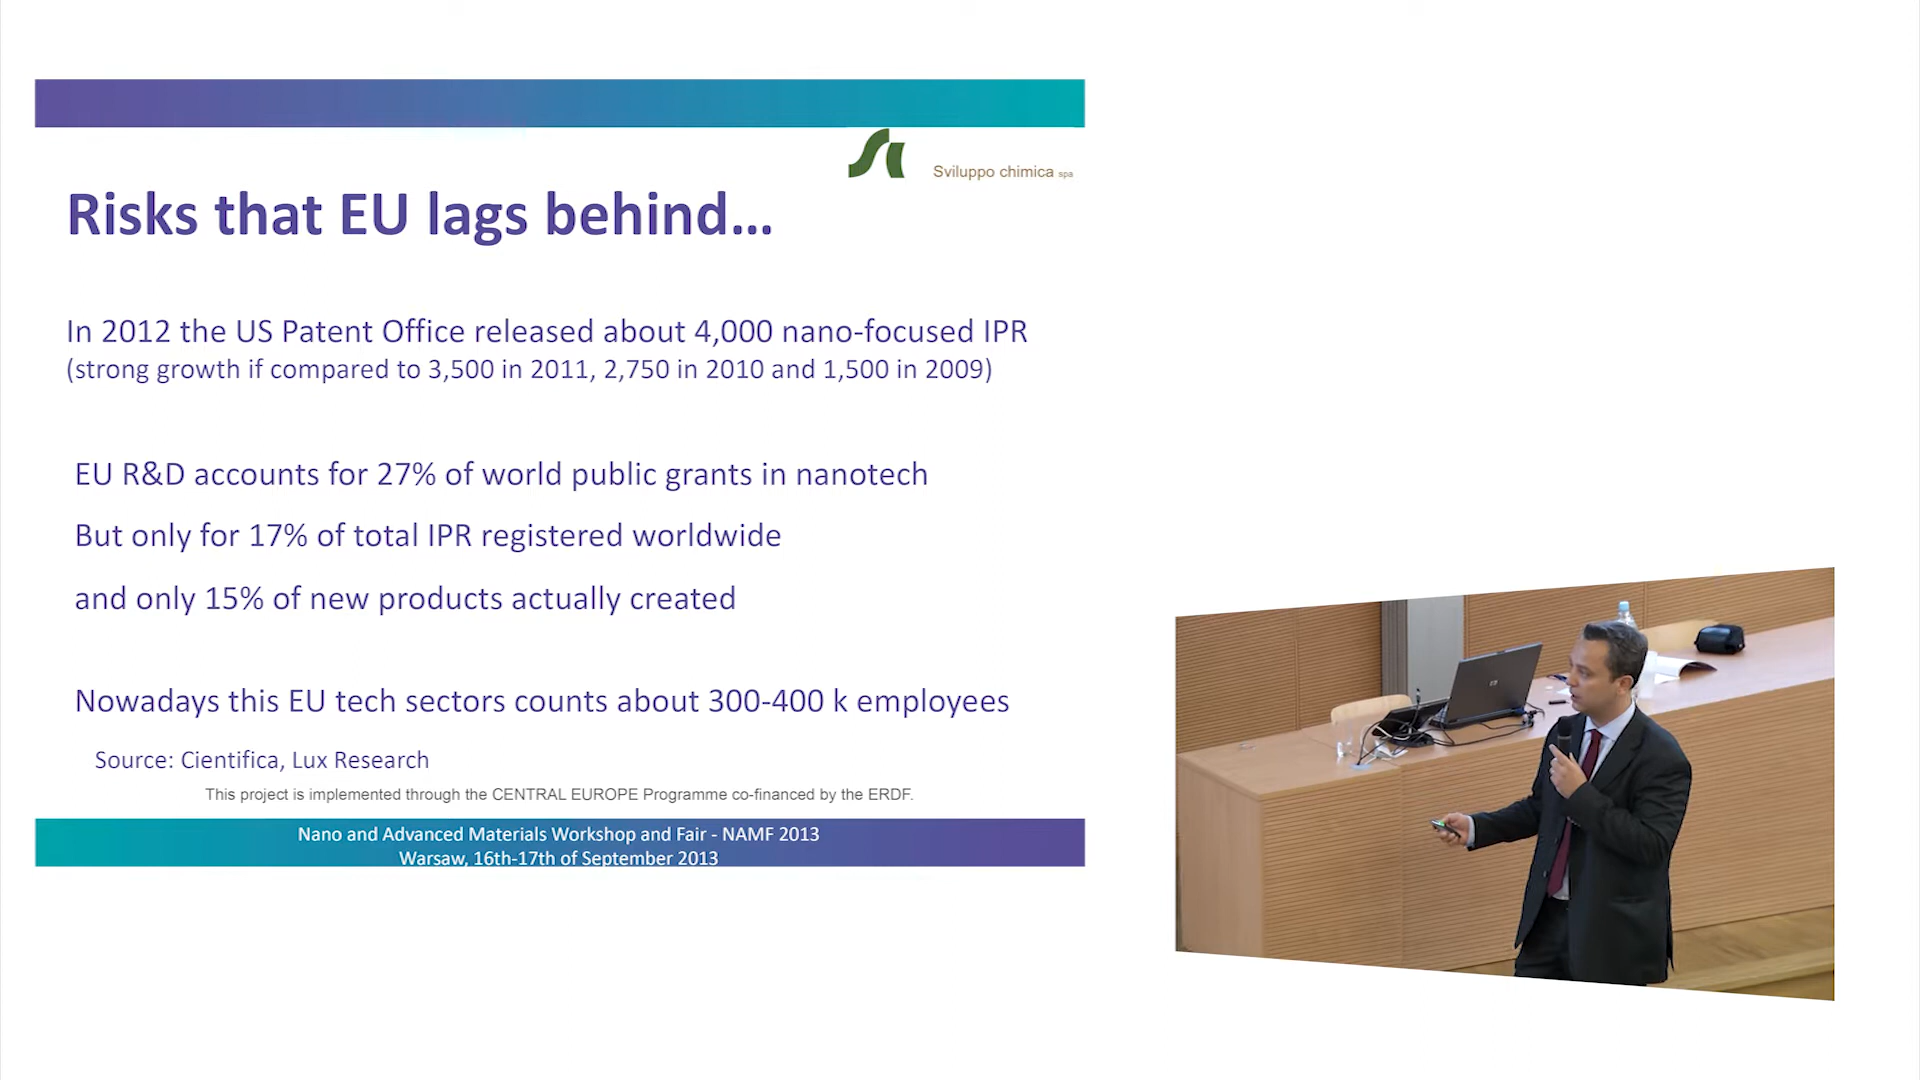 Sviluppo chimica spa
Risks that EU lags behind...
In 2012 the US Patent Office released about 4,000 nano-focused IPR
(strong growth if compared to 3,500 in 2011, 2,750 in 2010 and 1,500 in 2009)
EU R&D accounts for 27% of world public grants in nanotech
But only for 17% of total IPR registered worldwide
and only 15% of new products actually created
Nowadays this EU tech sectors counts about 300-400 k employees
Source: Cientifica, Lux Research
This project is implemented through the CENTRAL EUROPE Programme co-financed by the ERDF.
Nano and Advanced Materials Workshop and Fair - NAMF 2013
Warsaw, 16th-17th of September 2013